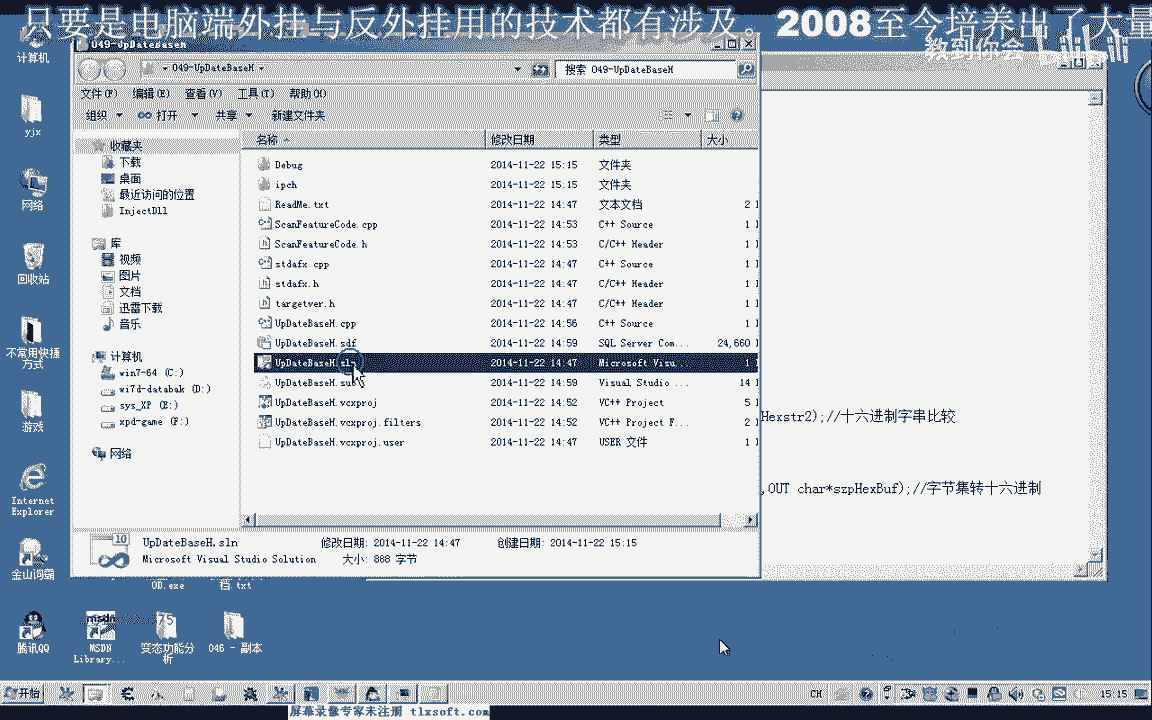 只要是电脑端外挂与反外挂用的技术都有涉及。 2008至今培养出了大量
教到你会 bilibili
049-UpDateBaseH
049-UpDateBaseH
搜索 049-UpDateBaseH
文件(F) 编辑(E) 查看(V) 工具(T) 帮助(H)
组织 打开 共享 新建文件夹
名称 修改日期 类型 大小
Debug 2014-11-22 15:15 文件夹
ipch 2014-11-22 15:15 文件夹
ReadMe.txt 2014-11-22 14:47 文本文档 2
ScanFeatureCode.cpp 2014-11-22 14:53 C++ Source 1
ScanFeatureCode.h 2014-11-22 14:53 C/C++ Header 1
stdafx.cpp 2014-11-22 14:47 C++ Source 1
stdafx.h 2014-11-22 14:47 C/C++ Header 1
targetver.h 2014-11-22 14:47 C/C++ Header 1
UpDateBaseH.cpp 2014-11-22 14:56 C++ Source 1
UpDateBaseH.sdf 2014-11-22 14:59 SQL Server Com... 24,660
UpDateBaseH.sln 2014-11-22 14:47 Microsoft Visu... 1
UpDateBaseH.suo 2014-11-22 14:59 Visual Studio ... 14
UpDateBaseH.vcxproj 2014-11-22 14:52 VC++ Project 5
UpDateBaseH.vcxproj.filters 2014-11-22 14:52 VC++ Project F... 2
UpDateBaseH.vcxproj.user 2014-11-22 14:47 USER 文件 1
收藏夹
下载
桌面
最近访问的位置
InjectDll
库
视频
图片
文档
迅雷下载
音乐
计算机
win7-64 (C:)
wi7d-databak (D:)
sys_XP (E:)
xpd-game (F:)
网络
UpDateBaseH.sln 修改日期: 2014-11-22 14:47 创建日期: 2014-11-22 15:15
Microsoft Visual Studio Solution 大小: 888 字节
Hexstr2);//十六进制字串比较
,OUT char*szpHexBuf);//字节集转十六进制
计算机
yjx
网络
回收站
不常用快捷
方式
游戏
Internet
Explorer
金山词霸
腾讯QQ
OD.exe
档.txt
MSDN
Library...
变态功能分
析
046 - 副本
开始
CH
15:15
屏幕录像专家未注册 tlxsoft.com